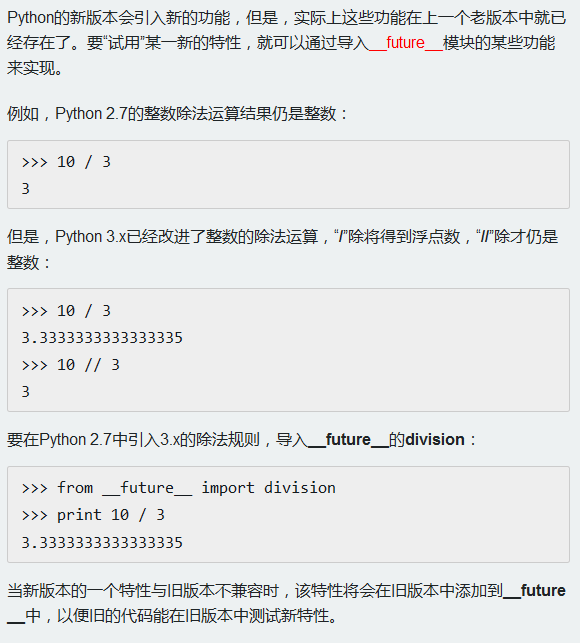 Python的新版本会引入新的功能，但是，实际上这些功能在上一个老版本中就已
经存在了。要“试用”某一新的特性，就可以通过导入__future__模块的某些功能
来实现。
例如，Python 2.7的整数除法运算结果仍是整数：
>>> 10 / 3
3
但是，Python 3.x已经改进了整数的除法运算，“/”除将得到浮点数，“//”除才仍是
整数：
>>> 10 / 3
3.3333333333333335
>>> 10 // 3
3
要在Python 2.7中引入3.x的除法规则，导入__future__的division：
>>> from __future__ import division
>>> print 10 / 3
3.3333333333333335
当新版本的一个特性与旧版本不兼容时，该特性将会在旧版本中添加到__future
__中，以便旧的代码能在旧版本中测试新特性。